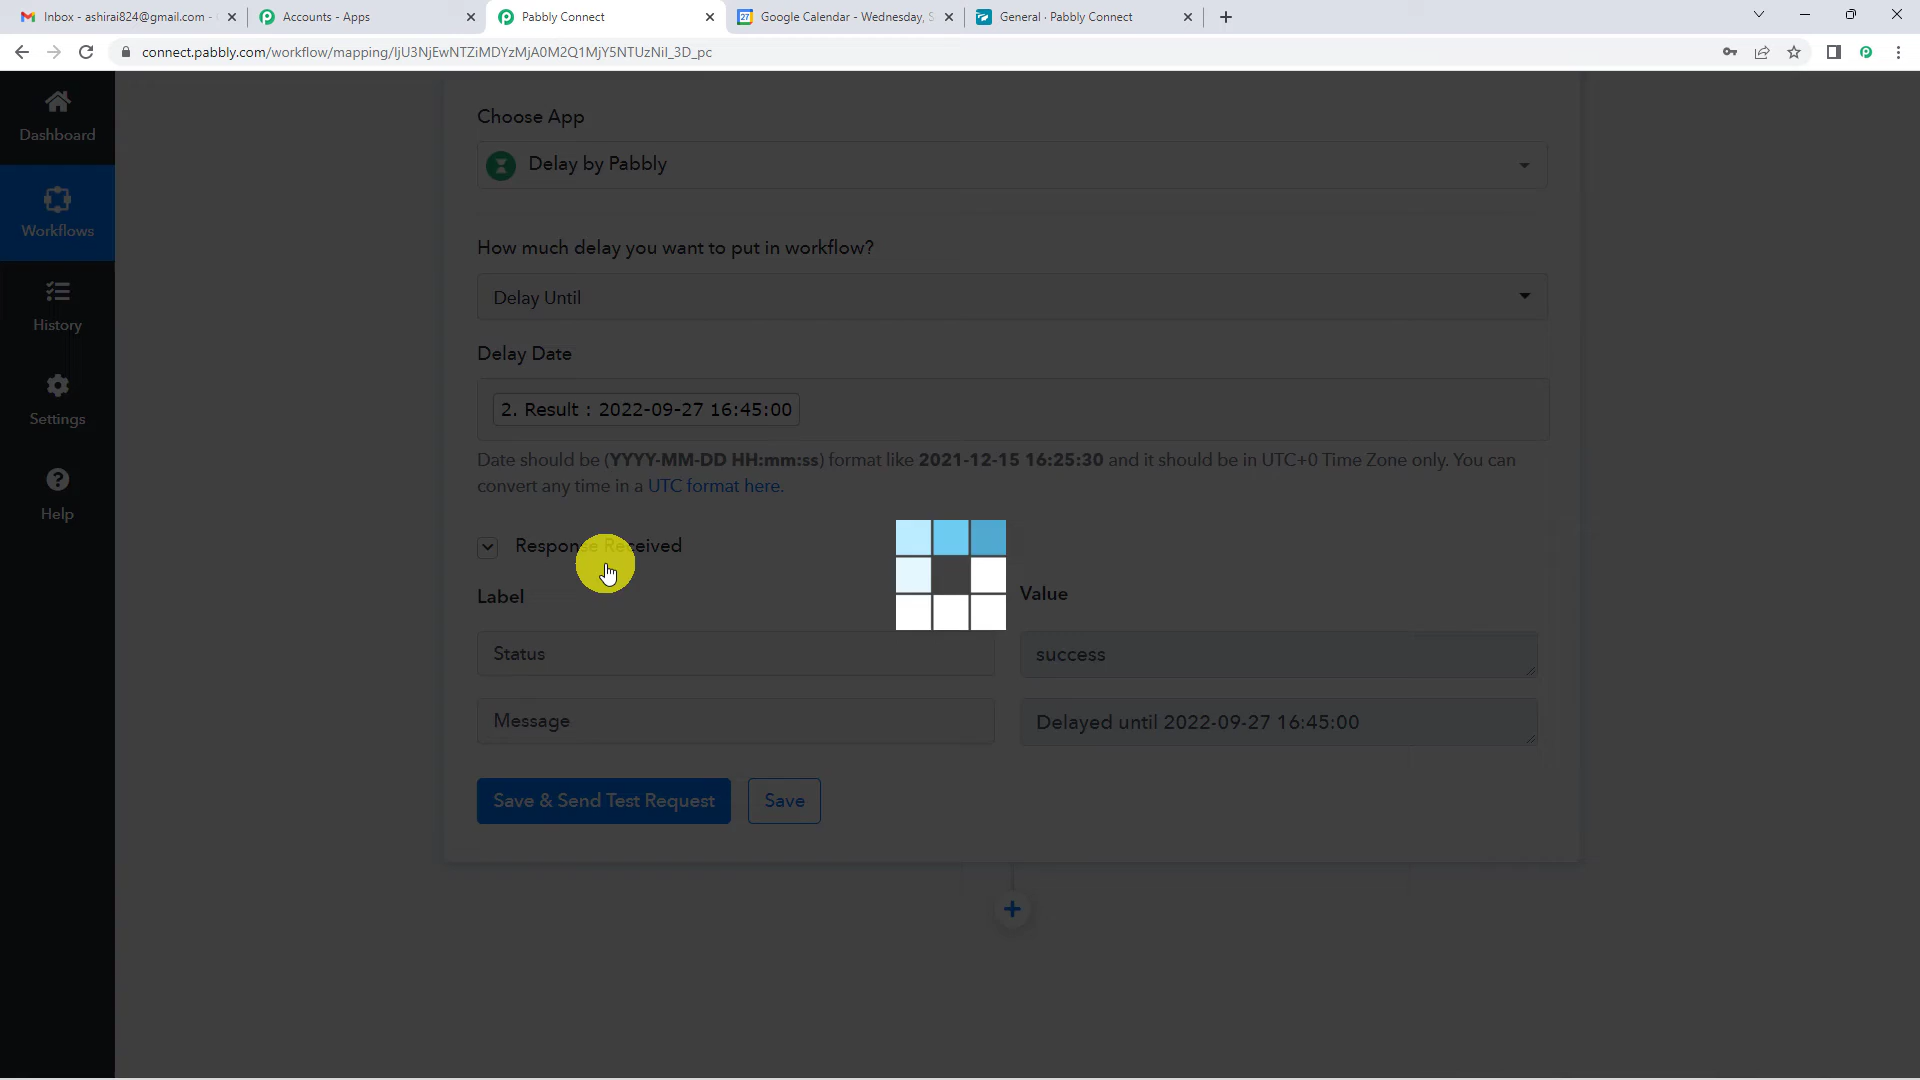 Inbox - ashirai824@gmail.com -
Accounts - Apps
Pabbly Connect
Google Calendar - Wednesday, S
General · Pabbly Connect
connect.pabbly.com/workflow/mapping/IjU3NjEwNTZiMDYzMjA0M2Q1MjY5NTUzNiI_3D_pc
Dashboard
Workflows
History
Settings
Help
Choose App
Delay by Pabbly
How much delay you want to put in workflow?
Delay Until
Delay Date
2. Result : 2022-09-27 16:45:00
Date should be (YYYY-MM-DD HH:mm:ss) format like 2021-12-15 16:25:30 and it should be in UTC+0 Time Zone only. You can
convert any time in a UTC format here.
Response Received
Label
Value
Status
success
Message
Delayed until 2022-09-27 16:45:00
Save & Send Test Request
Save